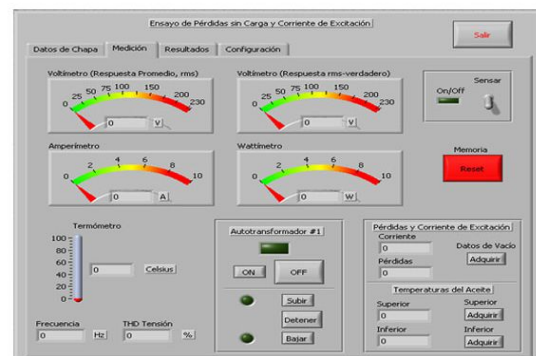 Ensayo de Pérdidas sin Carga y Corriente de Excitación
Salir
Datos de Chapa Medición Resultados Configuración
Voltímetro (Respuesta Promedio, rms)
0 25 50 75 100 150 200 230
0 V
Voltímetro (Respuesta rms-verdadero)
0 25 50 75 100 150 200 230
0 V
Sensar
On/Off
Amperímetro
0 2 4 6 8 10
0 A
Wattímetro
0 2 4 6 8 10
0 W
Memoria
Reset
Termómetro
100
80
60
40
20
0
0 Celsius
Frecuencia
0 Hz
THD Tensión
0 %
Autotransformador #1
ON OFF
Subir
Detener
Bajar
Pérdidas y Corriente de Excitación
Corriente
0
Datos de Vacío
Pérdidas
Adquirir
0
Temperaturas del Aceite
Superior Superior
0 Adquirir
Inferior Inferior
0 Adquirir